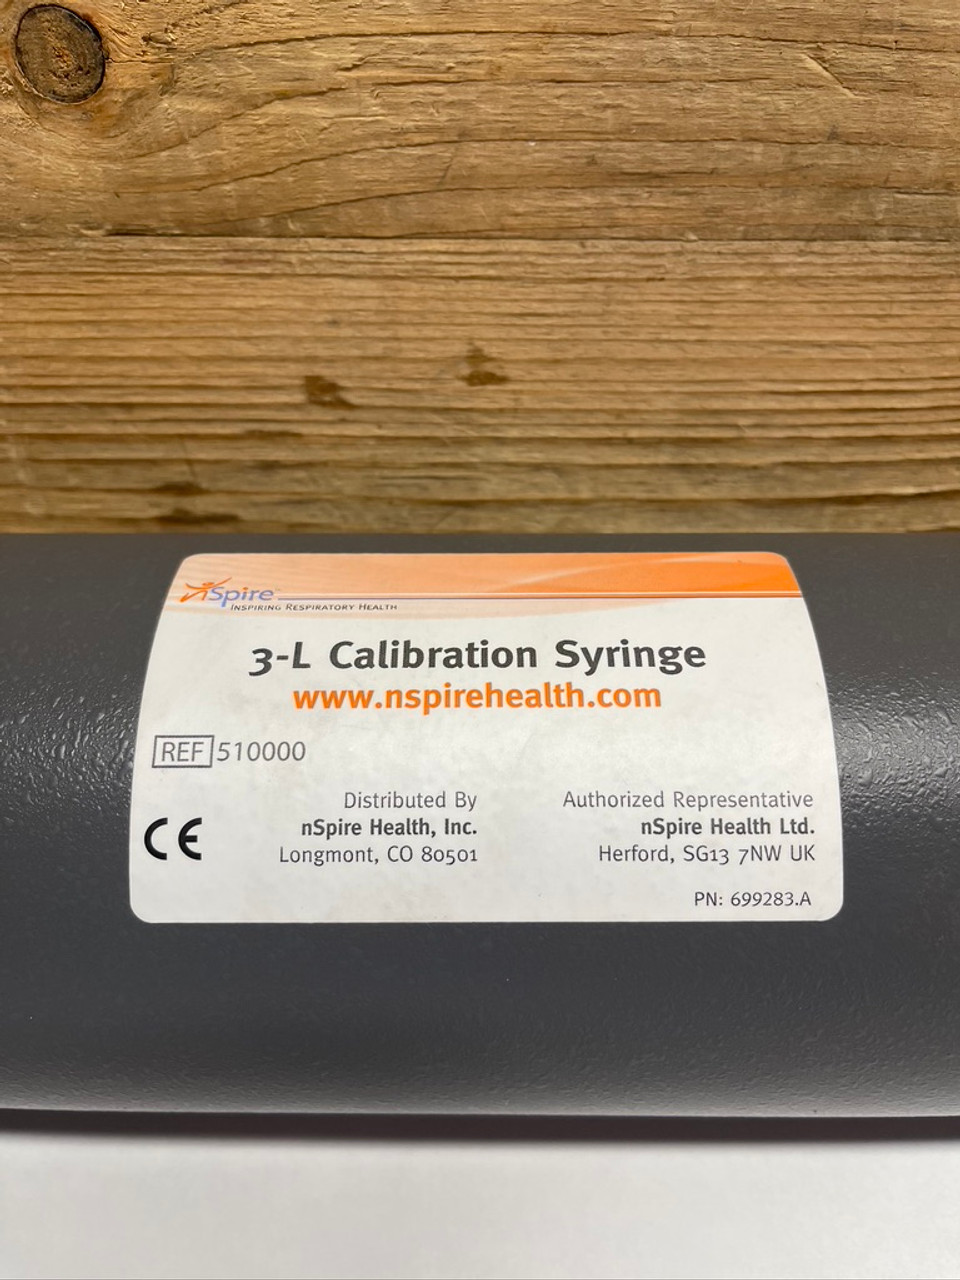 nSpire™
Inspiring Respiratory Health
3-L Calibration Syringe
www.nspirehealth.com
REF 510000
CE
Distributed By
nSpire Health, Inc.
Longmont, CO 80501
Authorized Representative
nSpire Health Ltd.
Herford, SG13 7NW UK
PN: 699283.A